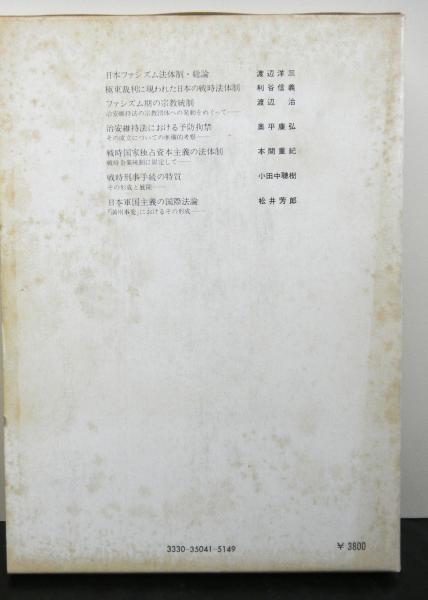 日本ファシズム法体制・総論 渡辺洋三
極東裁判に現われた日本の戦時法体制 利谷信義
ファシズム期の宗教統制 渡辺 治
治安維持法の宗教団体への発動をめぐって——
治安維持法における予防拘禁 奥平康弘
その成立についての準備的考察——
戦時国家独占資本主義の法体制 本間重紀
戦時企業統制に限定して——
戦時刑事手続の特質 小田中聰樹
その形成と展開——
日本軍国主義の国際法論 松井芳郎
「満州事変」におけるその形成——
3330-35041-5149
¥ 3800